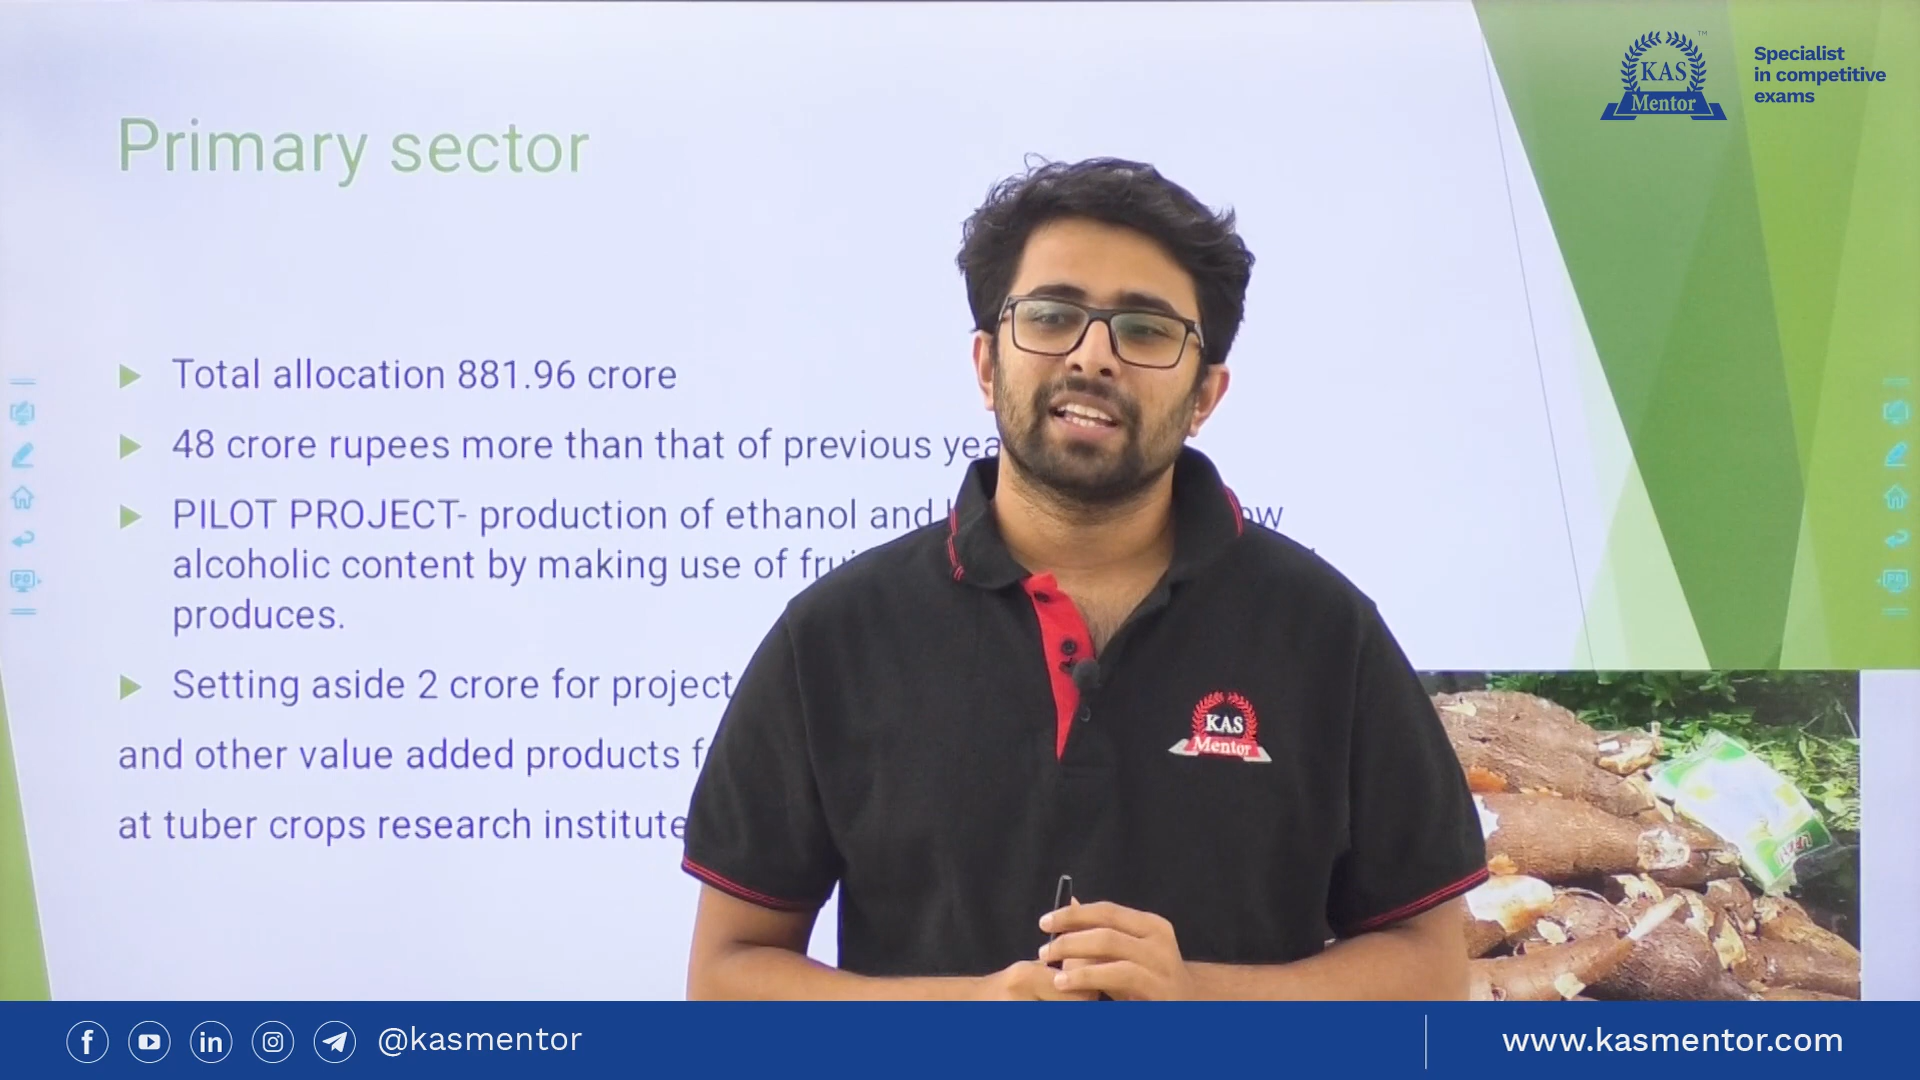 KAS
Mentor
TM
Specialist
in competitive
exams
Primary sector
Total allocation 881.96 crore
48 crore rupees more than that of previous
PILOT PROJECT- production of ethanol and
alcoholic content by making use of
produces.
Setting aside 2 crore for project
and other value added products
at tuber crops research institute
KAS
Mentor
@kasmentor
www.kasmentor.com